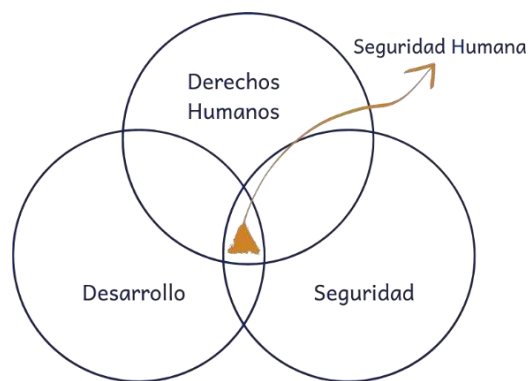 Seguridad Humana
Derechos
Humanos
Desarrollo
Seguridad